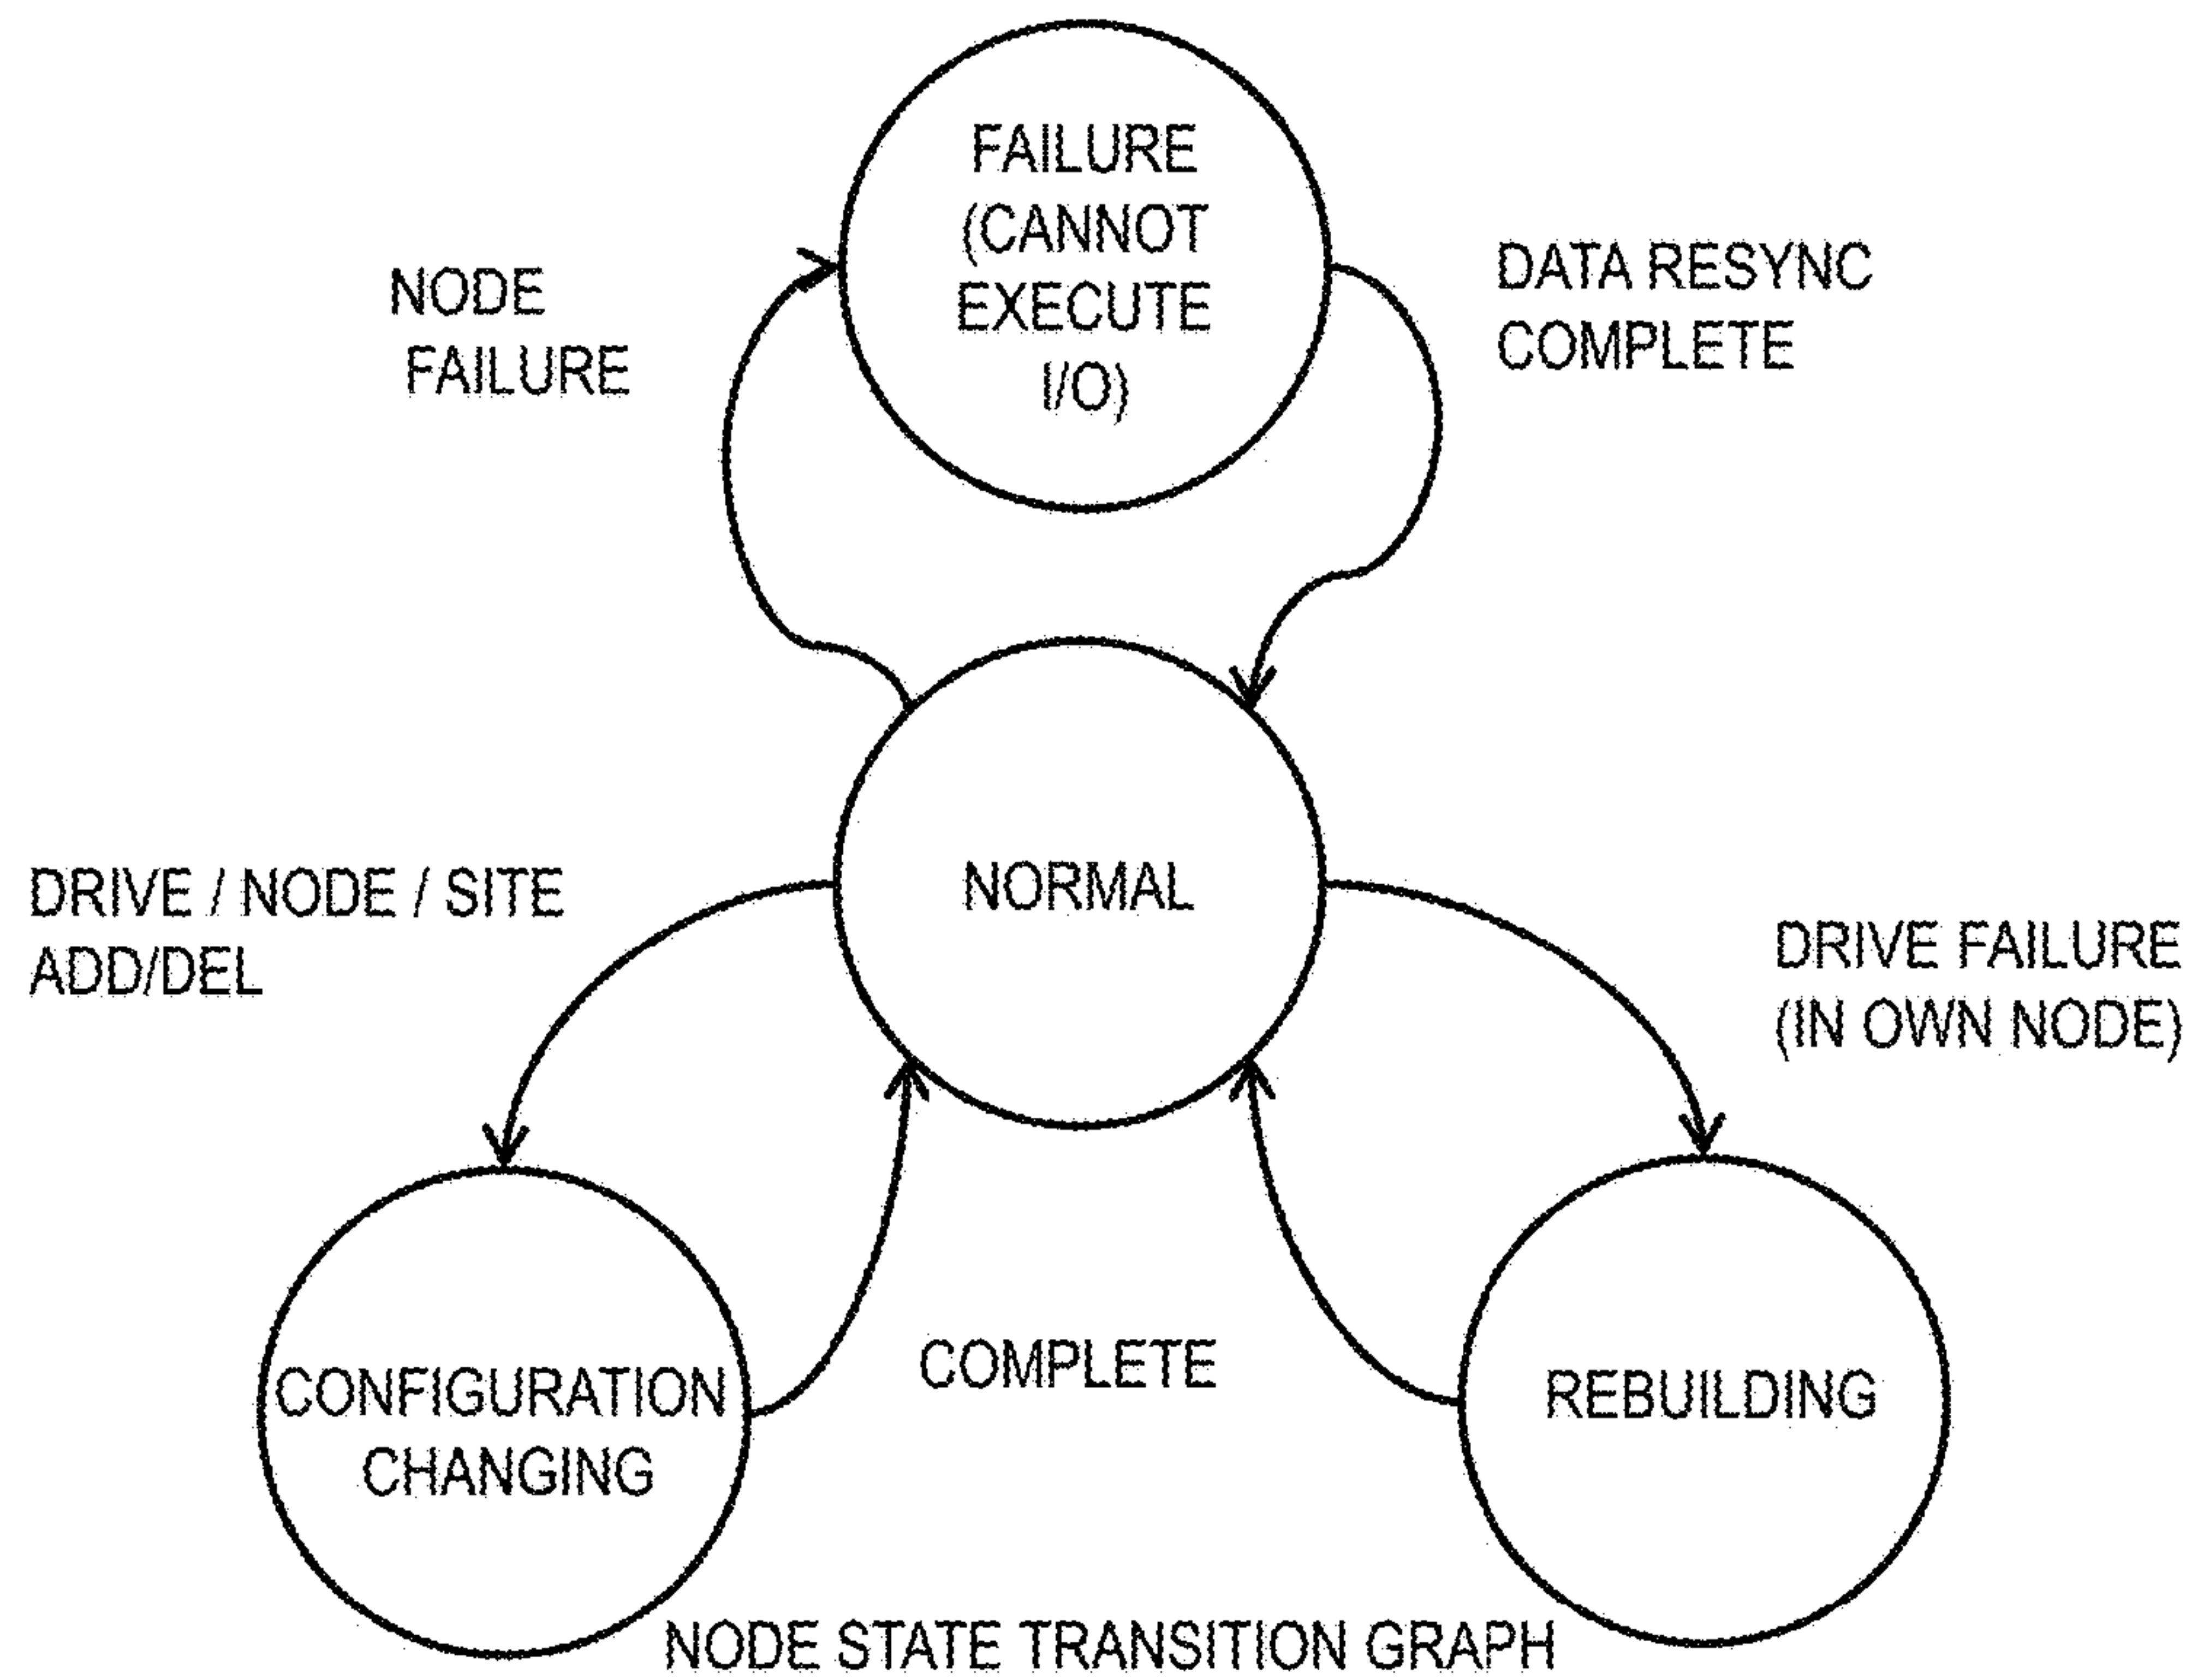 FAILURE
(CANNOT
EXECUTE
I/O)
NODE
FAILURE
DATA RESYNC
COMPLETE
NORMAL
DRIVE / NODE / SITE
ADD/DEL
DRIVE FAILURE
(IN OWN NODE)
CONFIGURATION
CHANGING
COMPLETE
REBUILDING
NODE STATE TRANSITION GRAPH